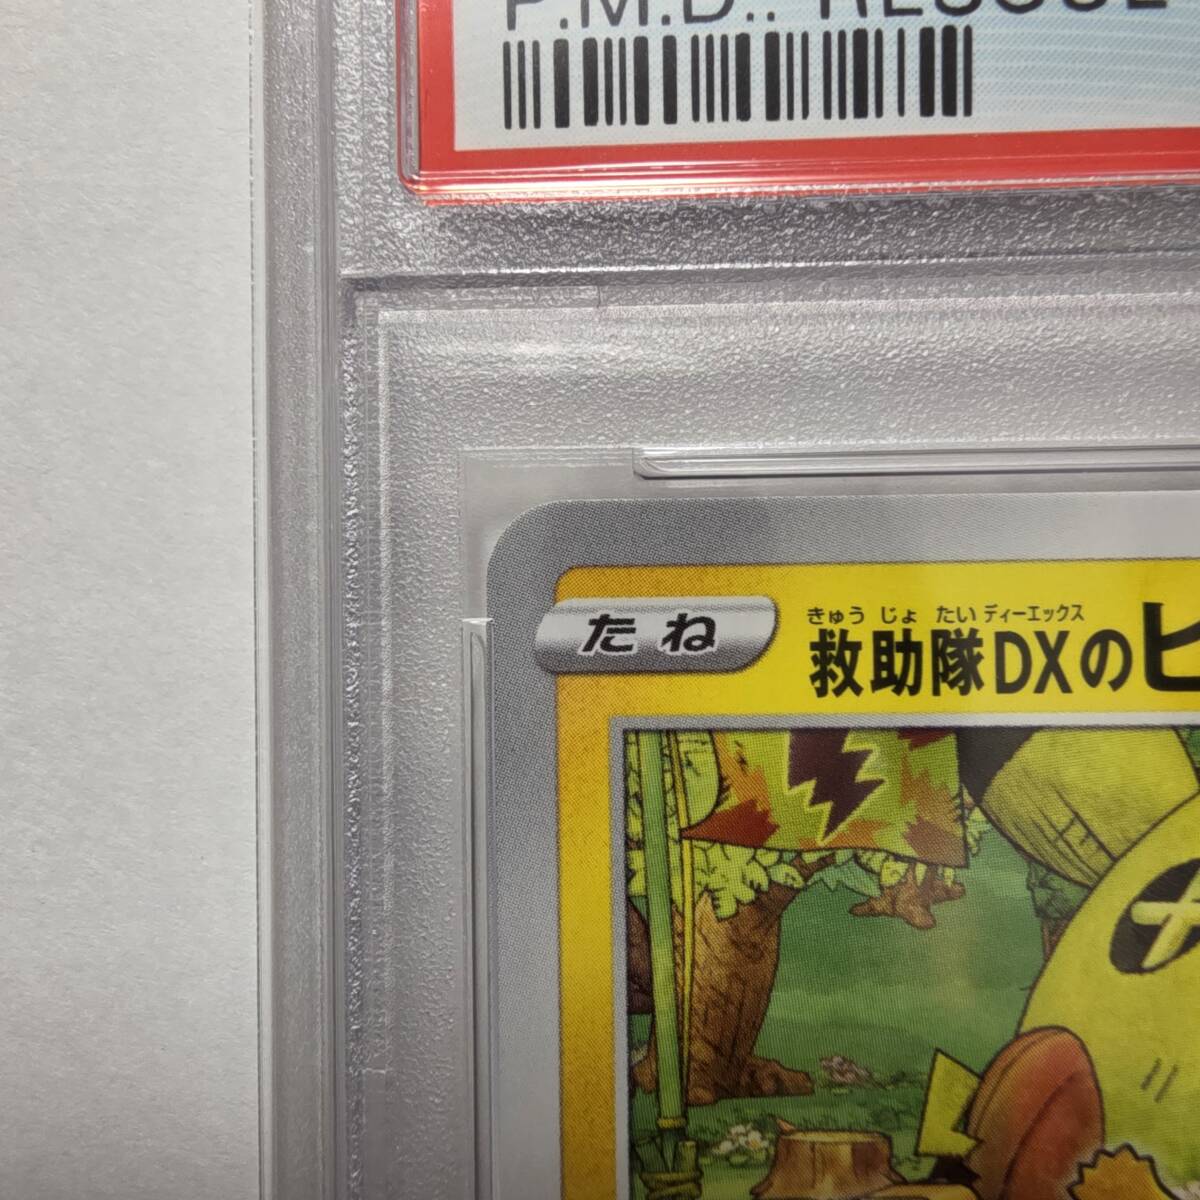 P.M.D.: RESCUE
きゅう じょ たい ディーエックス
たね 救助隊DXのピ